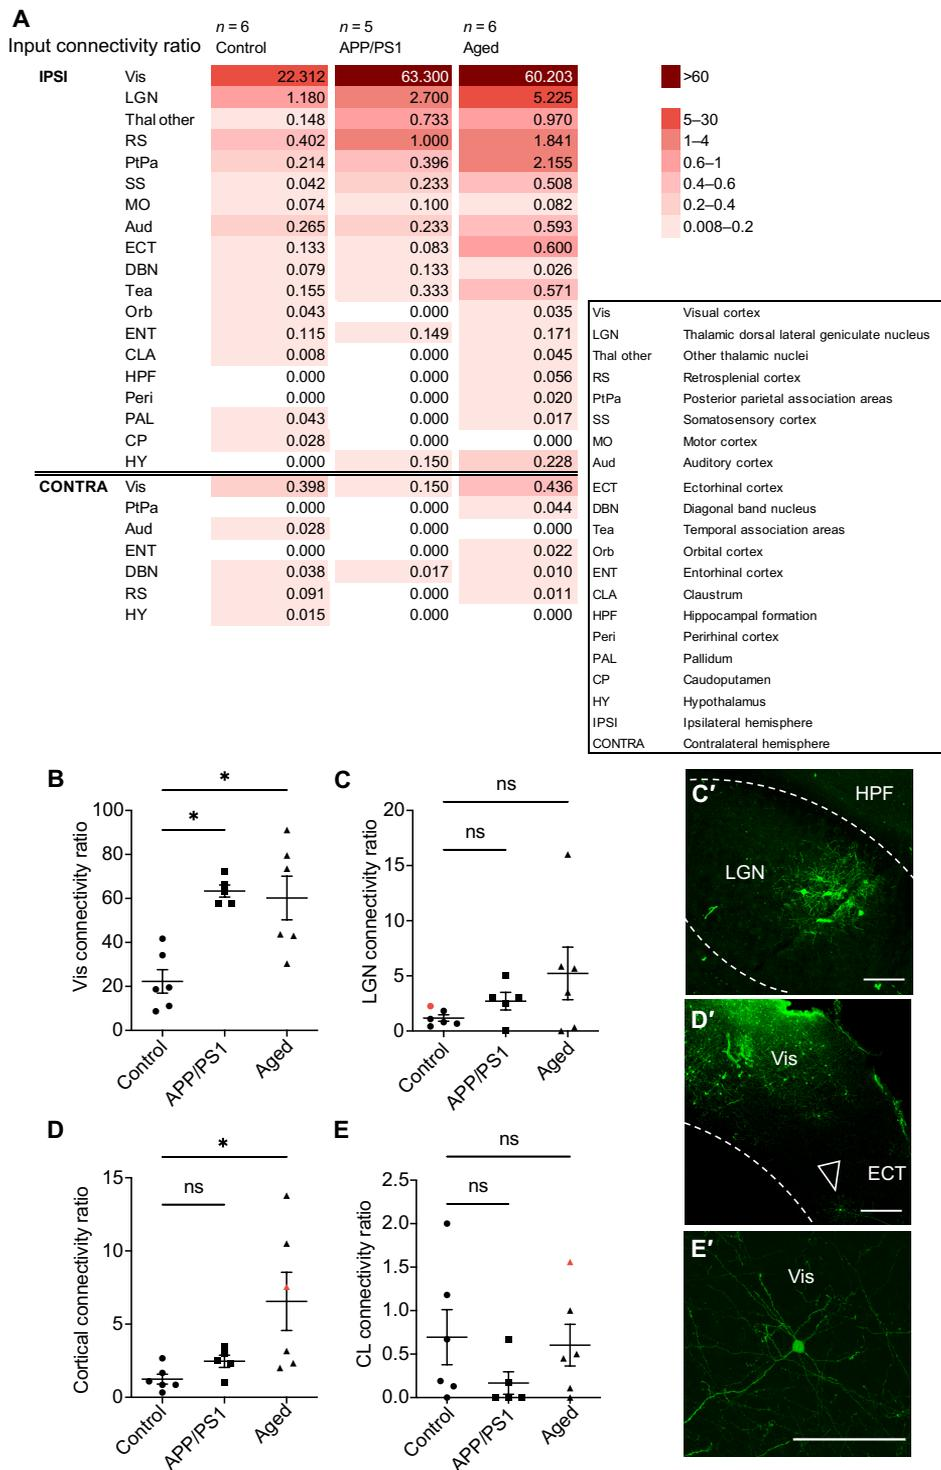 A
n = 6 n = 5 n = 6
Input connectivity ratio Control APP/PS1 Aged
IPSI Vis 22.312 63.300 60.203 >60
LGN 1.180 2.700 5.225
Thal other 0.148 0.733 0.970 5–30
RS 0.402 1.000 1.841 1–4
PtPa 0.214 0.396 2.155 0.6–1
SS 0.042 0.233 0.508 0.4–0.6
MO 0.074 0.100 0.082 0.2–0.4
Aud 0.265 0.233 0.593 0.008–0.2
ECT 0.133 0.083 0.600
DBN 0.079 0.133 0.026
Tea 0.155 0.333 0.571
Orb 0.043 0.000 0.035
ENT 0.115 0.149 0.171
CLA 0.008 0.000 0.045
HPF 0.000 0.000 0.056
Peri 0.000 0.000 0.020
PAL 0.043 0.000 0.017
CP 0.028 0.000 0.000
HY 0.000 0.150 0.228
CONTRA Vis 0.398 0.150 0.436
PtPa 0.000 0.000 0.044
Aud 0.028 0.000 0.000
ENT 0.000 0.000 0.022
DBN 0.038 0.017 0.010
RS 0.091 0.000 0.011
HY 0.015 0.000 0.000
Vis Visual cortex
LGN Thalamic dorsal lateral geniculate nucleus
Thal other Other thalamic nuclei
RS Retrosplenial cortex
PtPa Posterior parietal association areas
SS Somatosensory cortex
MO Motor cortex
Aud Auditory cortex
ECT Ectorhinal cortex
DBN Diagonal band nucleus
Tea Temporal association areas
Orb Orbital cortex
ENT Entorhinal cortex
CLA Claustrum
HPF Hippocampal formation
Peri Perirhinal cortex
PAL Pallidum
CP Caudoputamen
HY Hypothalamus
IPSI Ipsilateral hemisphere
CONTRA Contralateral hemisphere
B
*
*
Vis connectivity ratio
100
80
60
40
20
0
Control APP/PS1 Aged
C
ns
ns
LGN connectivity ratio
20
15
10
5
0
Control APP/PS1 Aged
C′
HPF
LGN
D′
Vis
ECT
D
*
ns
Cortical connectivity ratio
15
10
5
0
Control APP/PS1 Aged
E
ns
ns
CL connectivity ratio
2.5
2.0
1.5
1.0
0.5
0.0
Control APP/PS1 Aged
E′
Vis